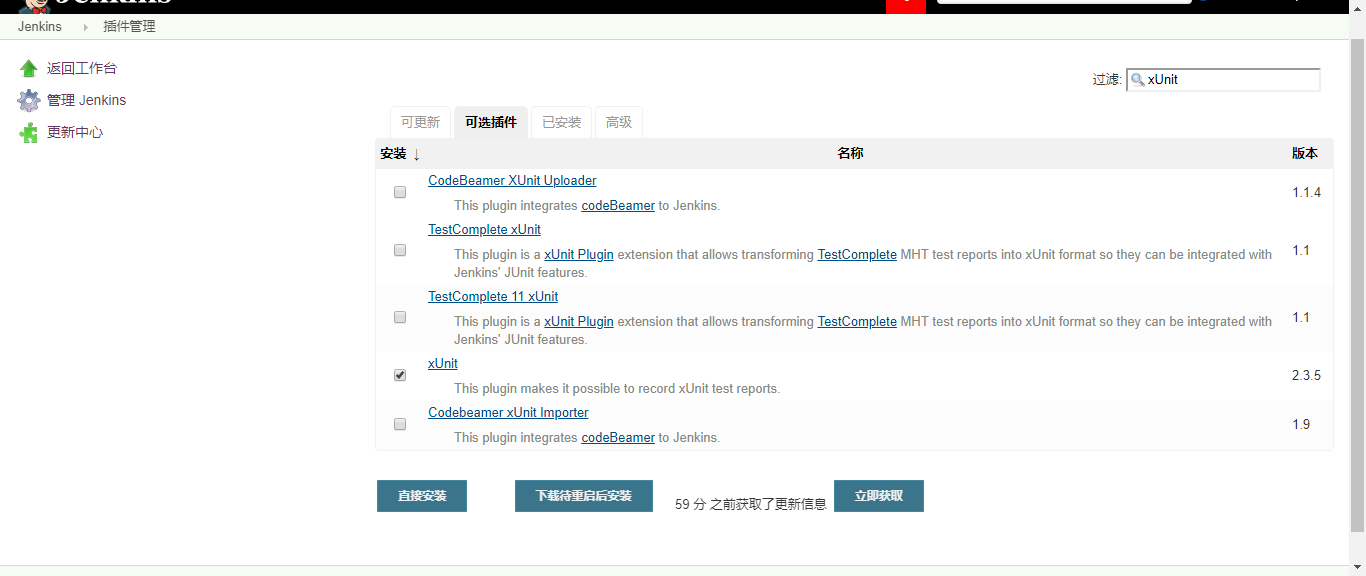 Jenkins
Jenkins 插件管理
返回工作台
管理 Jenkins
更新中心
过滤: xUnit
可更新 可选插件 已安装 高级
安装 ↓ 名称 版本
CodeBeamer XUnit Uploader
This plugin integrates codeBeamer to Jenkins.
1.1.4
TestComplete xUnit
This plugin is a xUnit Plugin extension that allows transforming TestComplete MHT test reports into xUnit format so they can be integrated with
Jenkins' JUnit features.
1.1
TestComplete 11 xUnit
This plugin is a xUnit Plugin extension that allows transforming TestComplete MHT test reports into xUnit format so they can be integrated with
Jenkins' JUnit features.
1.1
xUnit
This plugin makes it possible to record xUnit test reports.
2.3.5
Codebeamer xUnit Importer
This plugin integrates codeBeamer to Jenkins.
1.9
直接安装 下载待重启后安装 59 分 之前获取了更新信息 立即获取